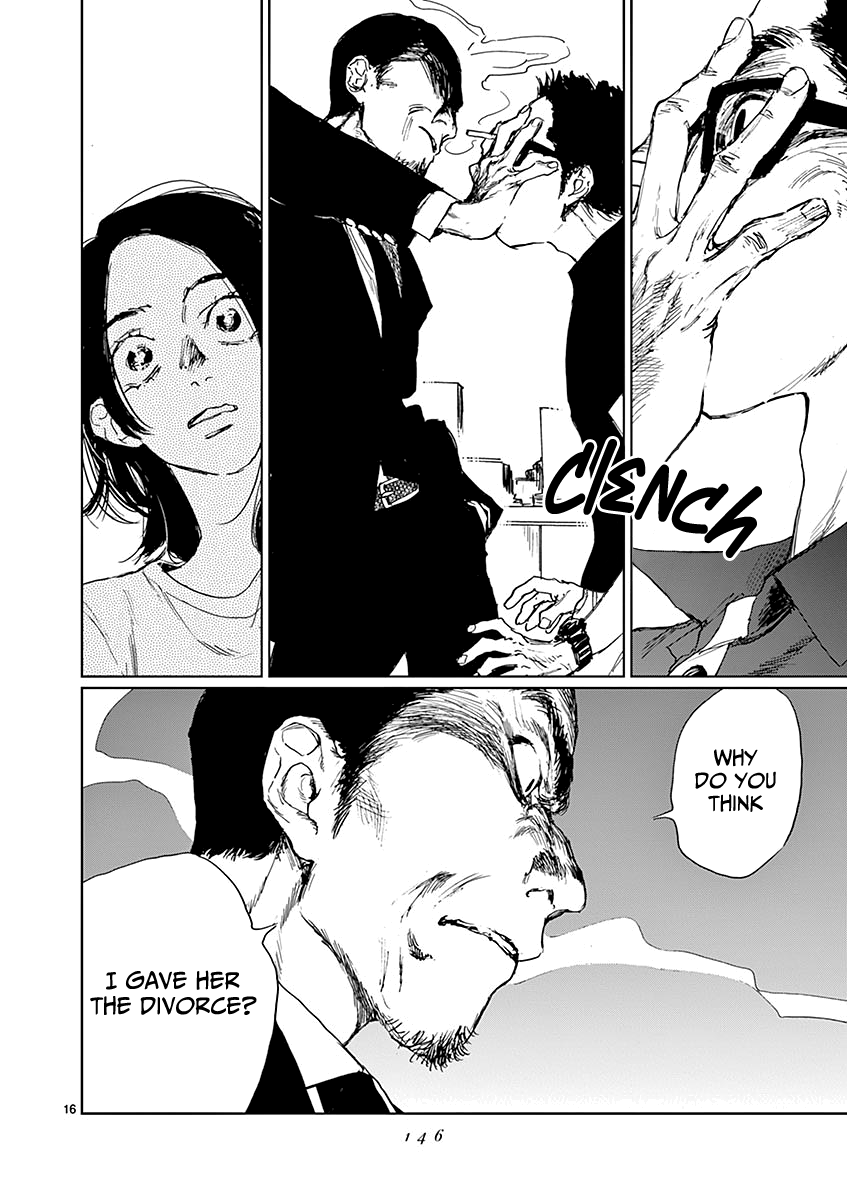 CLENCH
WHY
DO YOU
THINK
I GAVE HER
THE DIVORCE?
16
146